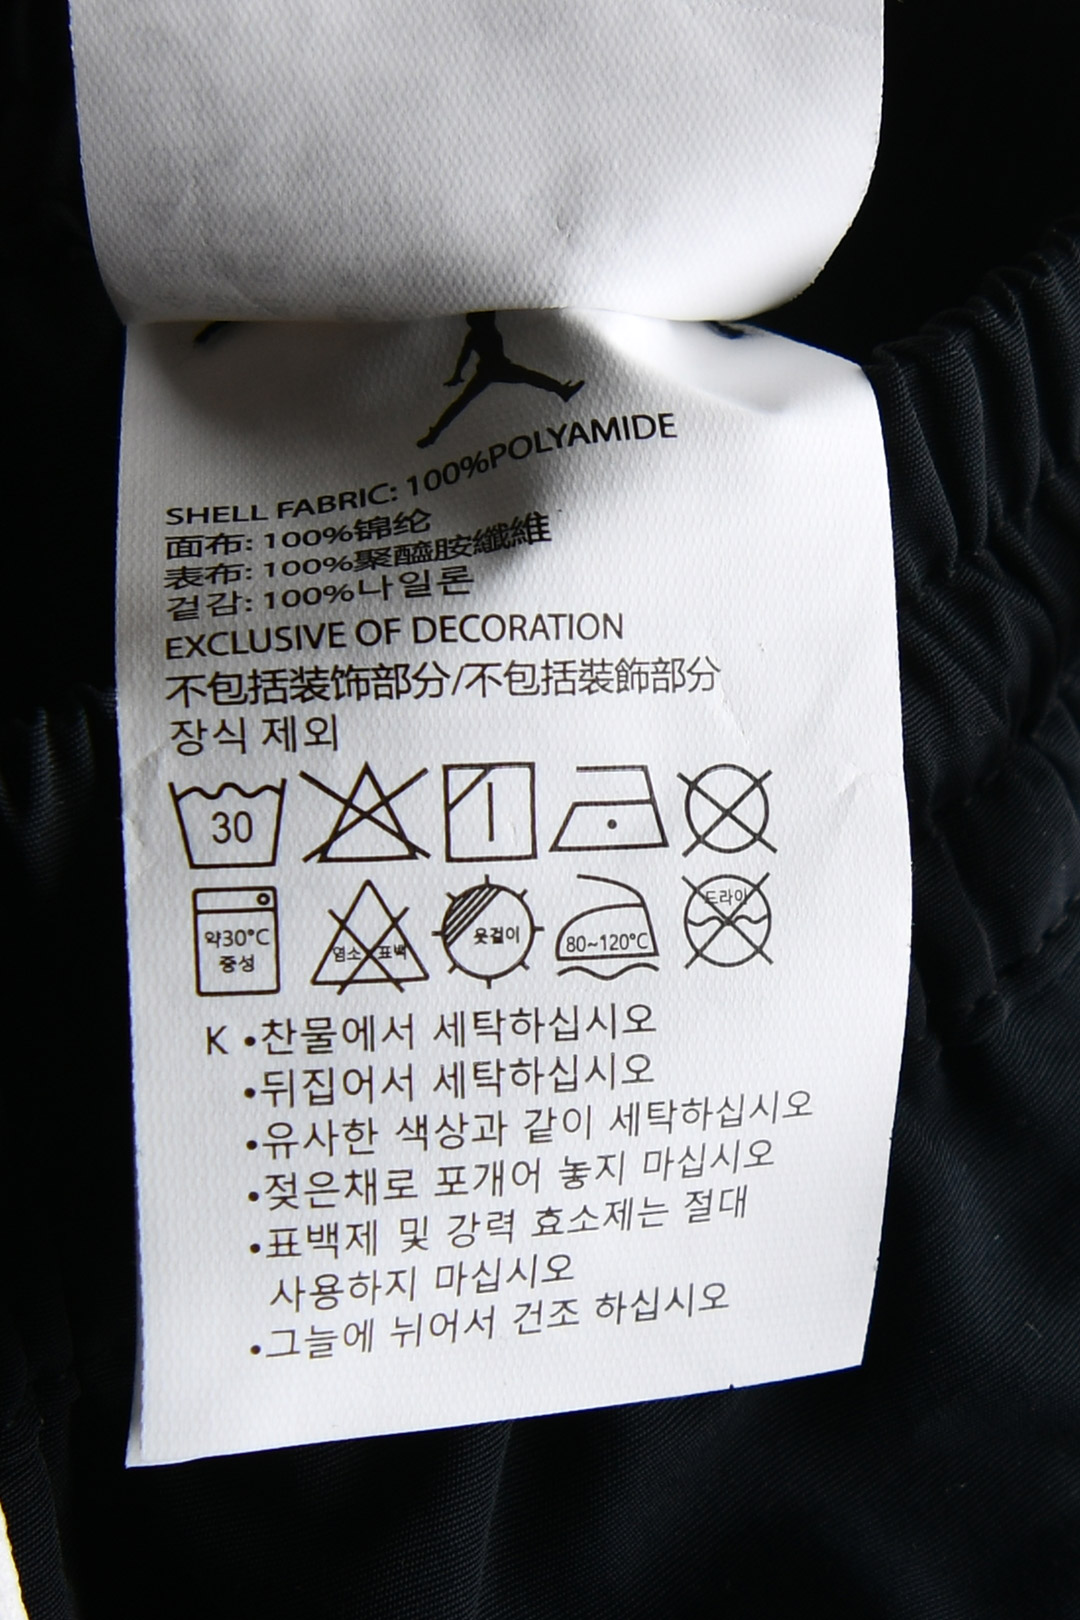 SHELL FABRIC: 100%POLYAMIDE
面布: 100%锦纶
表布: 100%聚醯胺纖維
겉감: 100%나일론
EXCLUSIVE OF DECORATION
不包括装饰部分/不包括裝飾部分
장식 제외
30
약30°C
중성
염소 표백
옷걸이
80~120°C
드라이
K •찬물에서 세탁하십시오
•뒤집어서 세탁하십시오
•유사한 색상과 같이 세탁하십시오
•젖은채로 포개어 놓지 마십시오
•표백제 및 강력 효소제는 절대
사용하지 마십시오
•그늘에 뉘어서 건조 하십시오